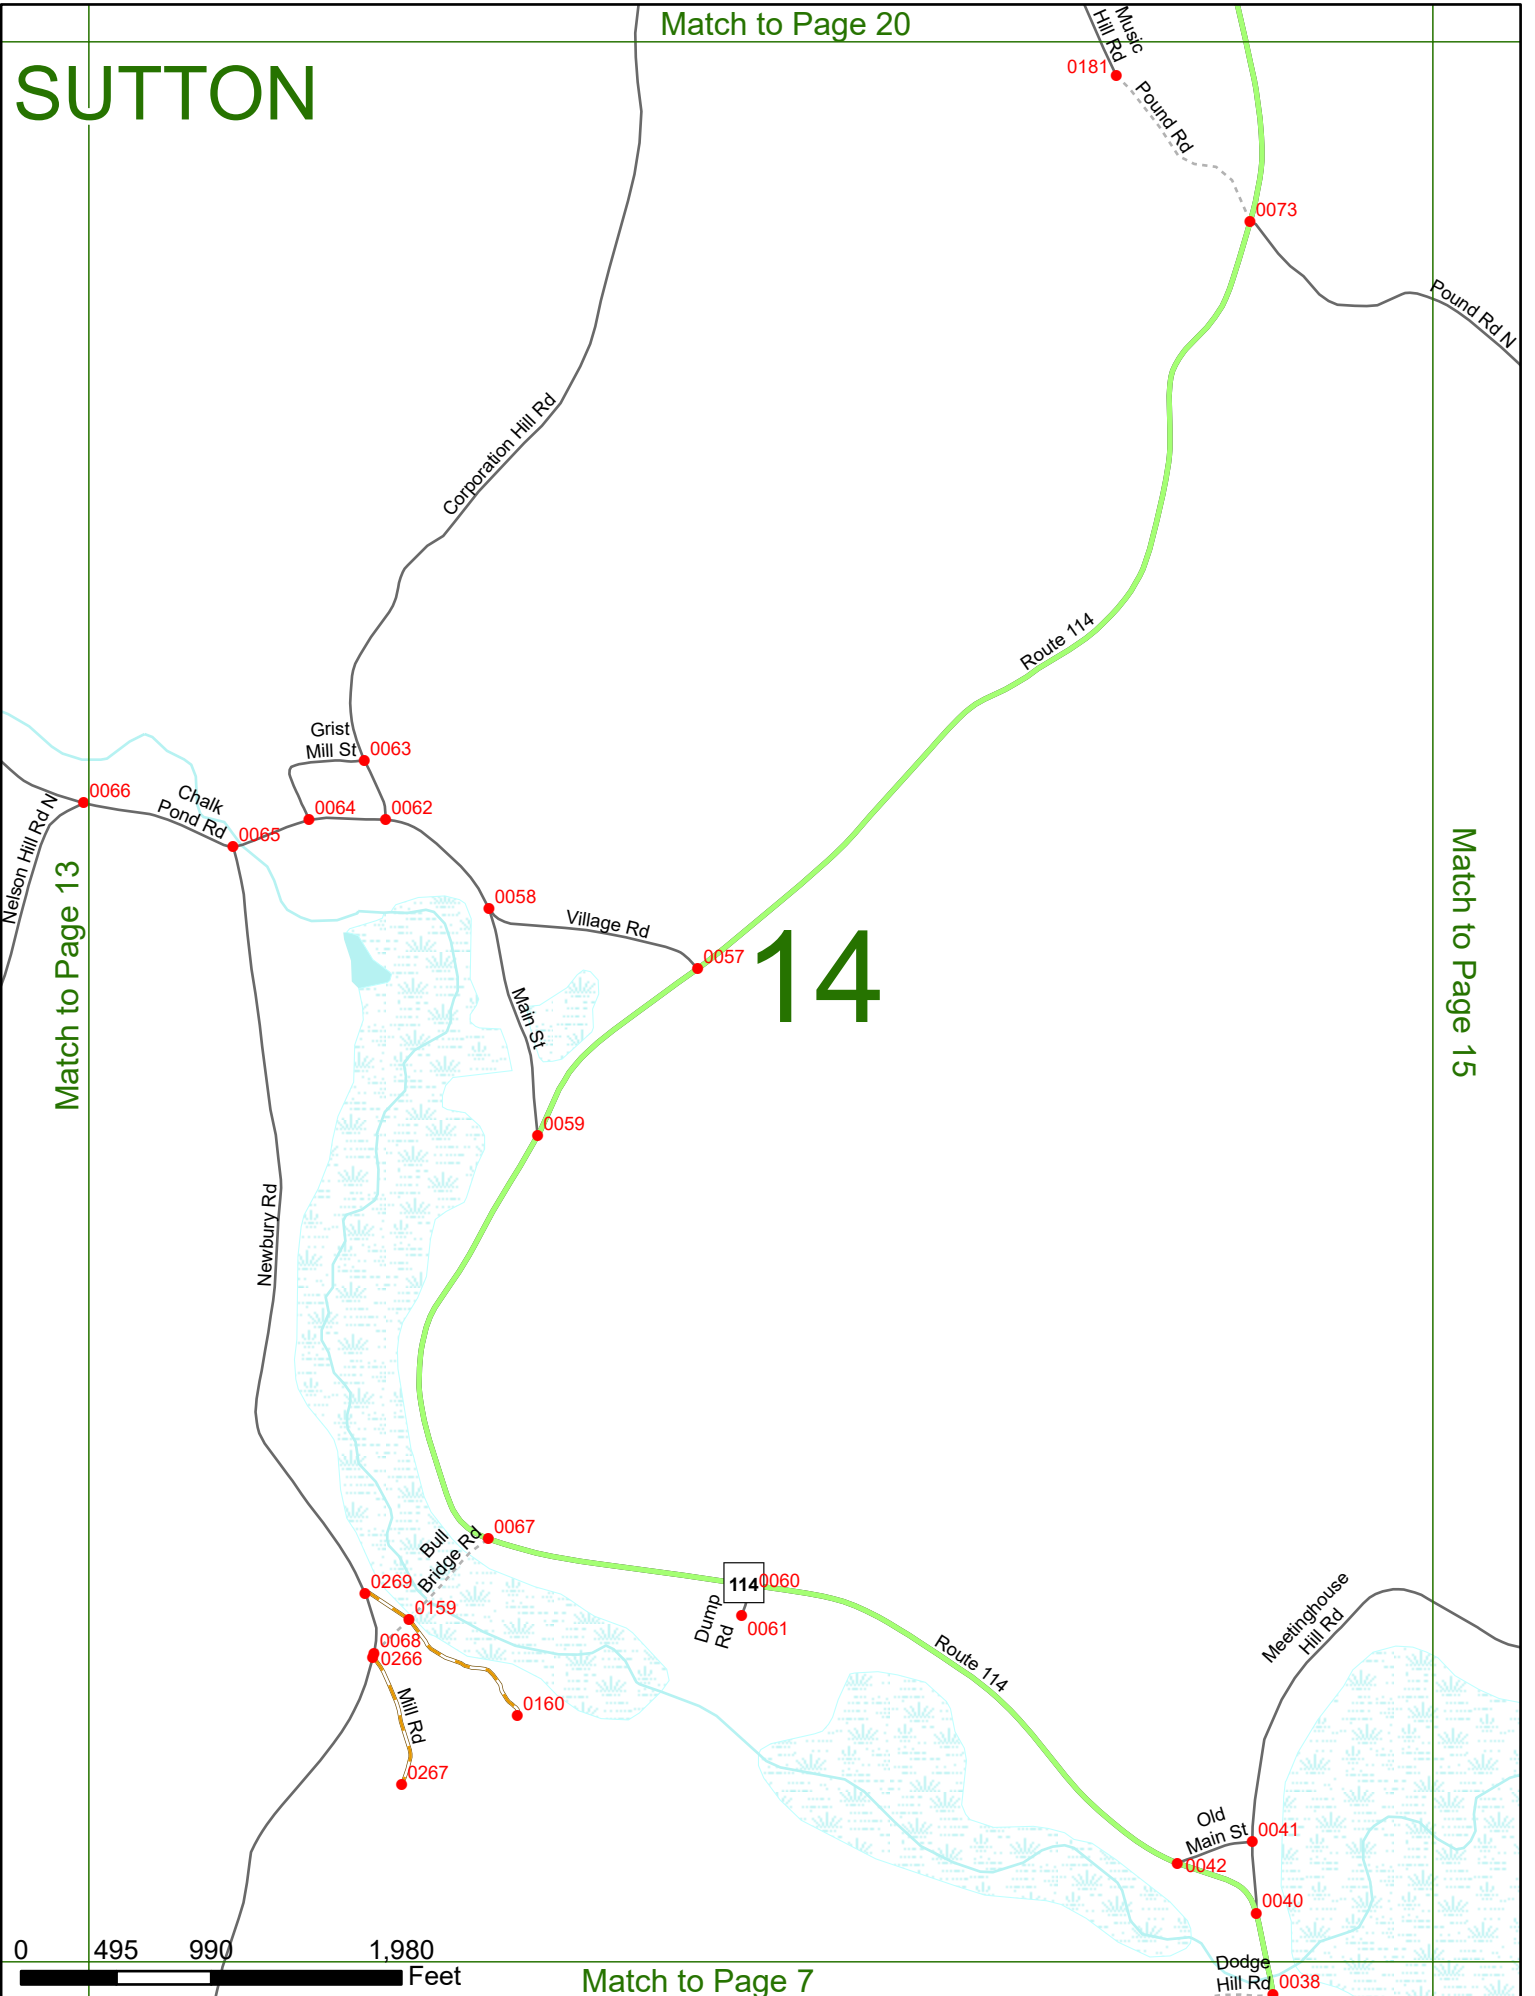 Match to Page 20
SUTTON
Music
Hill Rd
0181
Pound Rd
0073
Pound Rd N
Corporation Hill Rd
Route 114
Grist
Mill St
0063
0066
Chalk
Pond Rd
0064
0062
0065
Nelson Hill Rd N
Match to Page 13
Match to Page 15
0058
Village Rd
0057
14
Main St
0059
Newbury Rd
0067
Bull
Bridge Rd
0269
0159
114
0060
Dump
Rd
0061
0068
0266
Mill Rd
0160
0267
Route 114
Meetinghouse
Hill Rd
Old
Main St
0041
0042
0040
0 495 990 1,980
Feet
Match to Page 7
Dodge
Hill Rd
0038